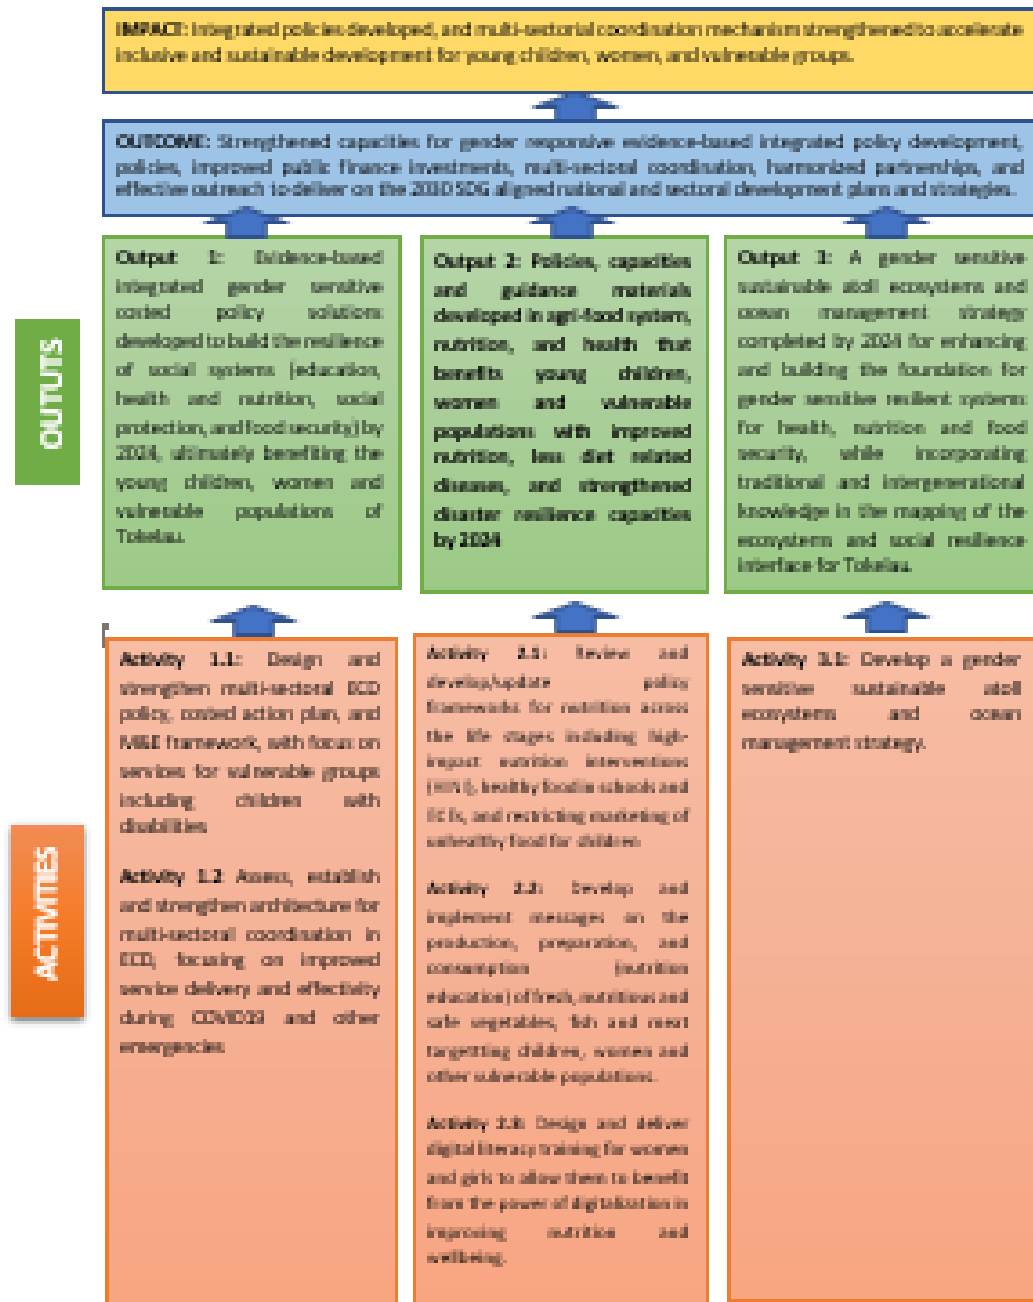 IMPACT: Integrated policies developed, and multi-sectorial coordination mechanism strengthened to accelerate
inclusive and sustainable development for young children, women, and vulnerable groups.
OUTCOME: Strengthened capacities for gender responsive evidence-based integrated policy development,
policies, improved public finance investments, multi-sectoral coordination, harmonized partnerships, and
effective outreach to deliver on the 2030 SDG aligned national and sectoral development plans and strategies.
OUTUTS
Output 1: Evidence-based
integrated gender sensitive
costed policy solutions
developed to build the resilience
of social systems (education,
health and nutrition, social
protection, and food security) by
2024, ultimately benefiting the
young children, women and
vulnerable populations of
Tokelau.
Output 2: Policies, capacities
and guidance materials
developed in agri-food system,
nutrition, and health that
benefits young children,
women and vulnerable
populations with improved
nutrition, less diet related
diseases, and strengthened
disaster resilience capacities
by 2024
Output 3: A gender sensitive
sustainable atoll ecosystems and
ocean management strategy
completed by 2024 for enhancing
and building the foundation for
gender sensitive resilient systems
for health, nutrition and food
security, while incorporating
traditional and intergenerational
knowledge in the mapping of the
ecosystems and social resilience
interface for Tokelau.
ACTIVITIES
Activity 1.1: Design and
strengthen multi-sectoral ECD
policy, costed action plan, and
M&E framework, with focus on
services for vulnerable groups
including children with
disabilities
Activity 1.2 Assess, establish
and strengthen architecture for
multi-sectoral coordination in
ECD, focusing on improved
service delivery and effectivity
during COVID19 and other
emergencies
Activity 2.1: Review and
develop/update policy
frameworks for nutrition across
the life stages including high-
impact nutrition interventions
(HINI), healthy food in schools and
ECEs, and restricting marketing of
unhealthy food for children
Activity 2.2: Develop and
implement messages on the
production, preparation, and
consumption (nutrition
education) of fresh, nutritious and
safe vegetables, fish and meat
targetting children, women and
other vulnerable populations.
Activity 2.3: Design and deliver
digital literacy training for women
and girls to allow them to benefit
from the power of digitalization in
improving nutrition and
wellbeing.
Activity 3.1: Develop a gender
sensitive sustainable atoll
ecosystems and ocean
management strategy.